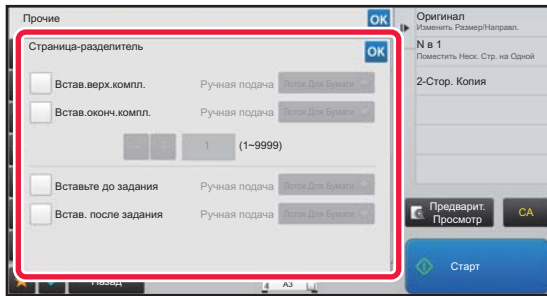 Прочие
OK
Страница-разделитель
OK
Встав.верх.компл.
Ручная подача
Лоток Для Бумаги
Встав.оконч.компл.
Ручная подача
Лоток Для Бумаги
1
(1~9999)
Вставьте до задания
Ручная подача
Лоток Для Бумаги
Встав. после задания
Ручная подача
Лоток Для Бумаги
Назад
4
A3
Оригинал
Изменить Размер/Направл.
N в 1
Поместить Неск. Стр. на Одной
2-Стор. Копия
Предварит.
Просмотр
CA
Старт